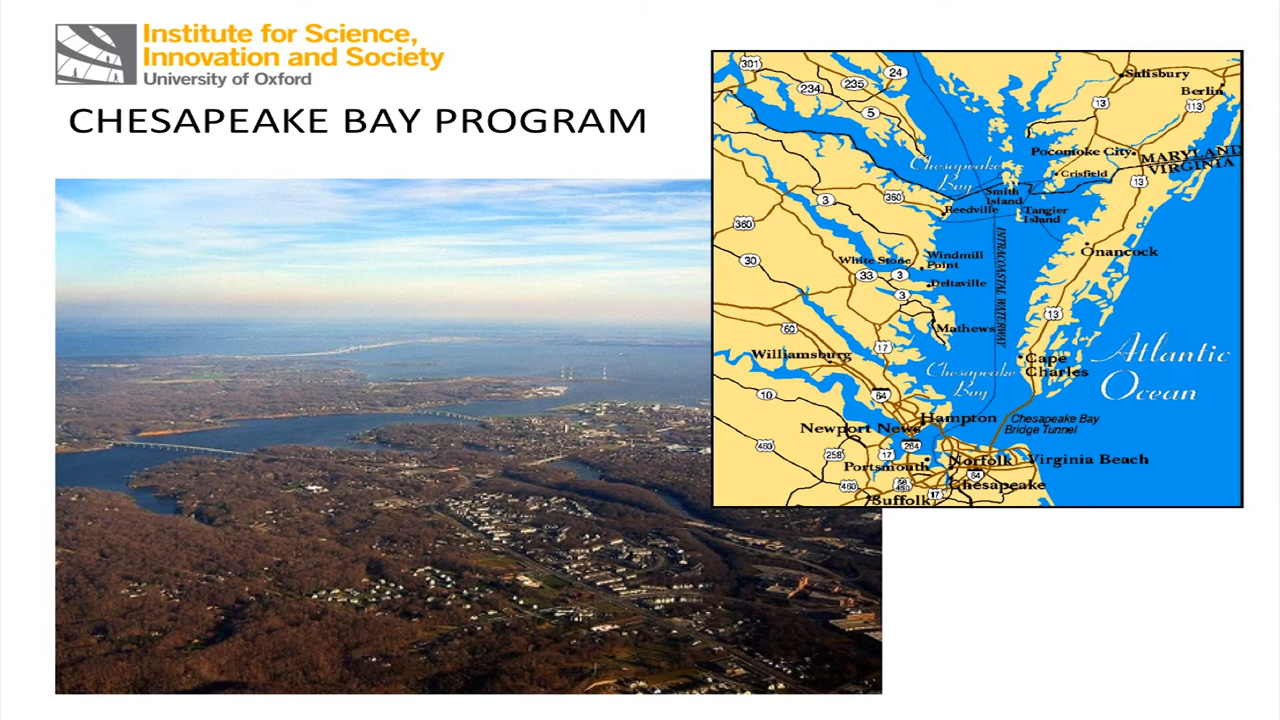 Institute for Science,
Innovation and Society
University of Oxford
CHESAPEAKE BAY PROGRAM
301
234
235
24
5
13
Salisbury
Berlin
113
Pocomoke City
MARYLAND
VIRGINIA
Chesapeake
Bay
Crisfield
13
Smith
Island
3
360
Reedville
Tangier
Island
360
INTRACOASTAL WATERWAY
Onancock
30
White Stone
Windmill
Point
33
3
Deltaville
3
13
60
Mathews
17
Williamsburg
Cape
Charles
Atlantic
Ocean
Chesapeake
Bay
10
64
Hampton
Chesapeake Bay
Bridge Tunnel
Newport News
460
258
17
264
Portsmouth
Norfolk
Virginia Beach
64
460
58
460
Chesapeake
17
Suffolk